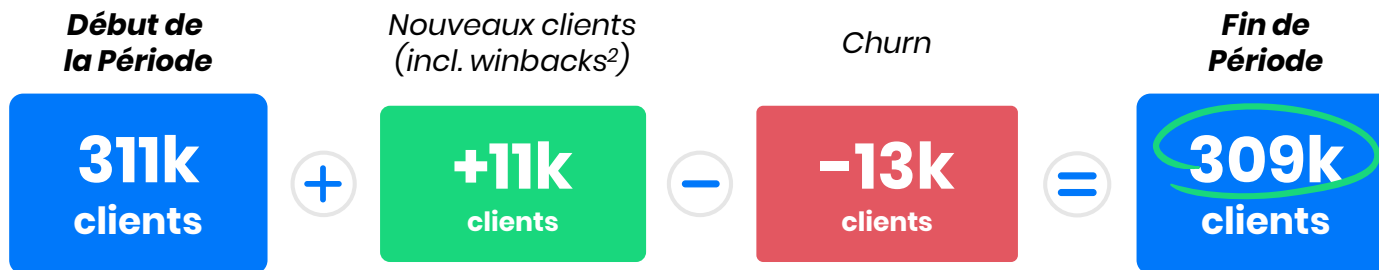 Début de
la Période
Nouveaux clients
(incl. winbacks²)
Churn
Fin de
Période
311k
clients
+
+11k
clients
−
-13k
clients
=
309k
clients